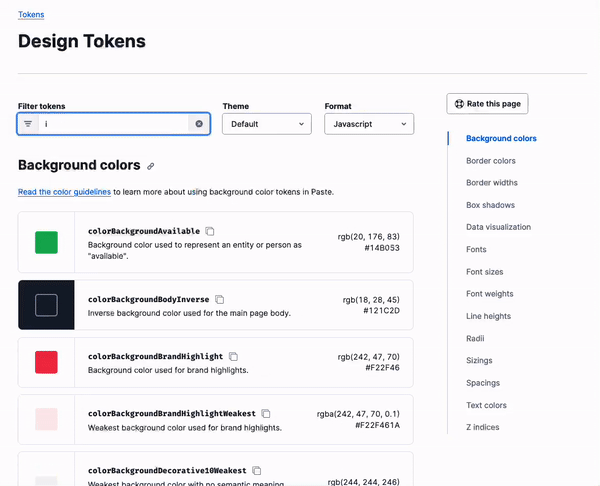 Tokens
Design Tokens
Filter tokens
Theme
Format
i
Default
Javascript
Background colors
Read the color guidelines to learn more about using background color tokens in Paste.
colorBackgroundAvailable
Background color used to represent an entity or person as
"available".
rgb(20, 176, 83)
#14B053
colorBackgroundBodyInverse
Inverse background color used for the main page body.
rgb(18, 28, 45)
#121C2D
colorBackgroundBrandHighlight
Background color used for brand highlights.
rgb(242, 47, 70)
#F22F46
colorBackgroundBrandHighlightWeakest
Weakest background color used for brand highlights.
rgba(242, 47, 70, 0.1)
#F22F461A
colorBackgroundDecorative10Weakest
Weakest background color with no semantic meaning
rgb(244, 244, 246)
Rate this page
Background colors
Border colors
Border widths
Box shadows
Data visualization
Fonts
Font sizes
Font weights
Line heights
Radii
Sizings
Spacings
Text colors
Z indices